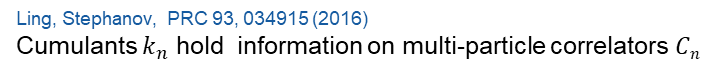 Ling, Stephanov, PRC 93, 034915 (2016)
Cumulants kₙ hold information on multi-particle correlators Cₙ